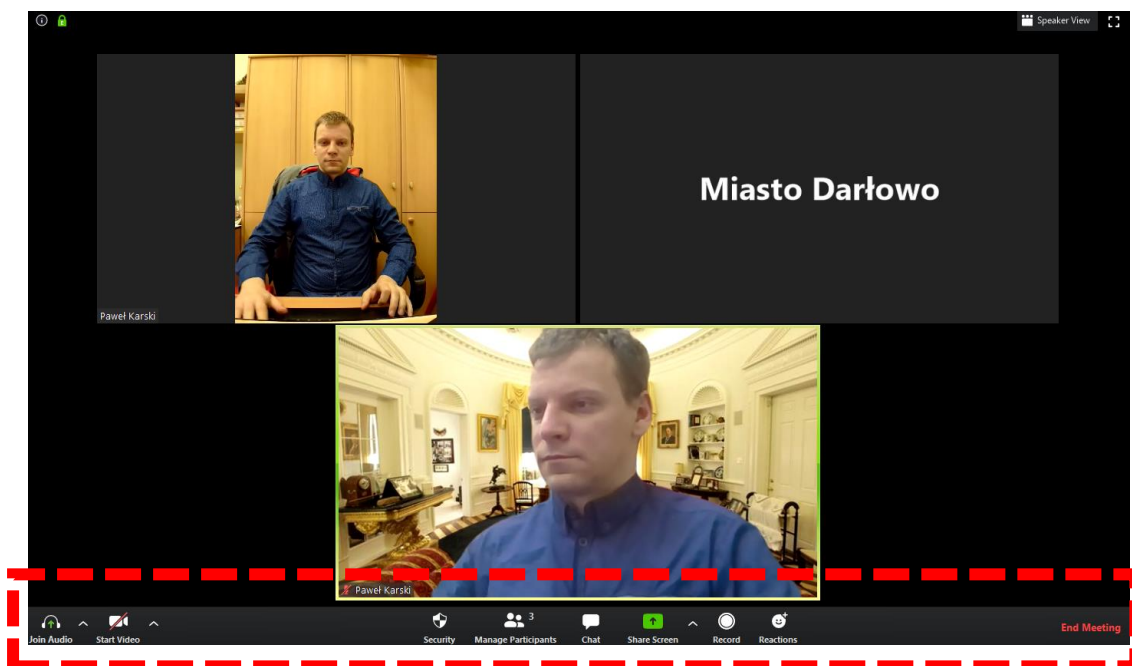 Speaker View
Paweł Karski
Miasto Darłowo
Paweł Karski
Join Audio
Start Video
Security
3
Manage Participants
Chat
Share Screen
Record
Reactions
End Meeting